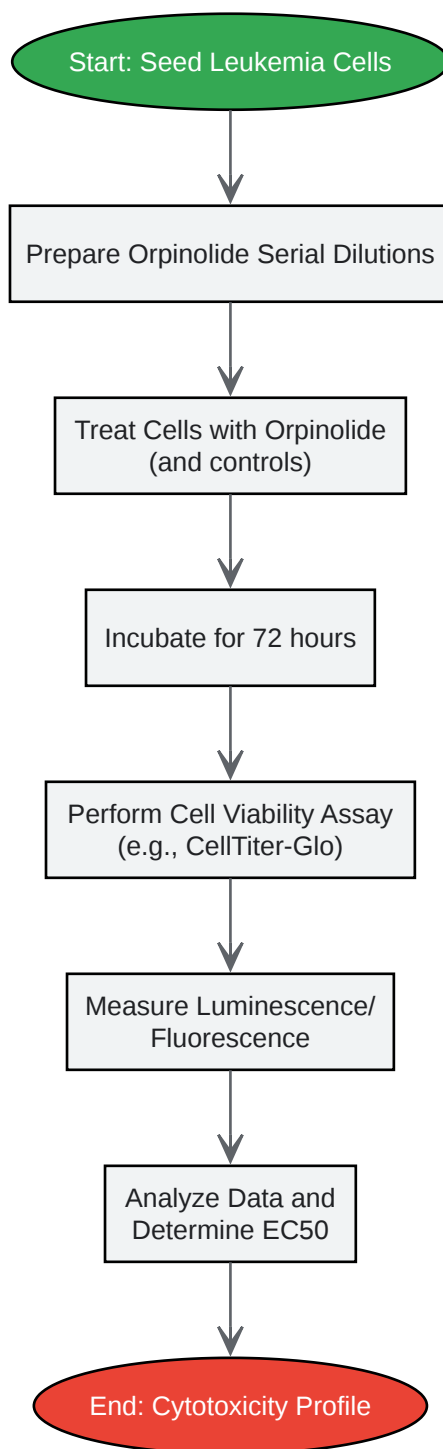 Start: Seed Leukemia Cells
Prepare Orpinolide Serial Dilutions
Treat Cells with Orpinolide
(and controls)
Incubate for 72 hours
Perform Cell Viability Assay
(e.g., CellTiter-Glo)
Measure Luminescence/
Fluorescence
Analyze Data and
Determine EC50
End: Cytotoxicity Profile